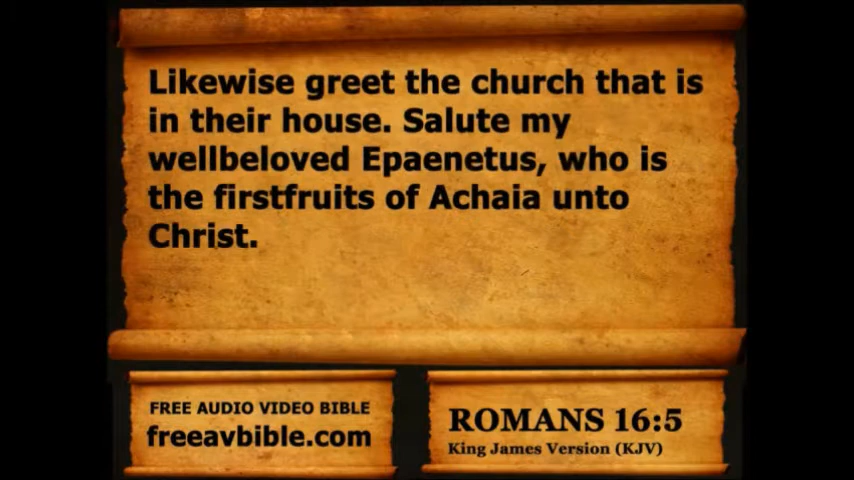 Likewise greet the church that is
in their house. Salute my
wellbeloved Epaenetus, who is
the firstfruits of Achaia unto
Christ.
FREE AUDIO VIDEO BIBLE
freeavbible.com
ROMANS 16:5
King James Version (KJV)